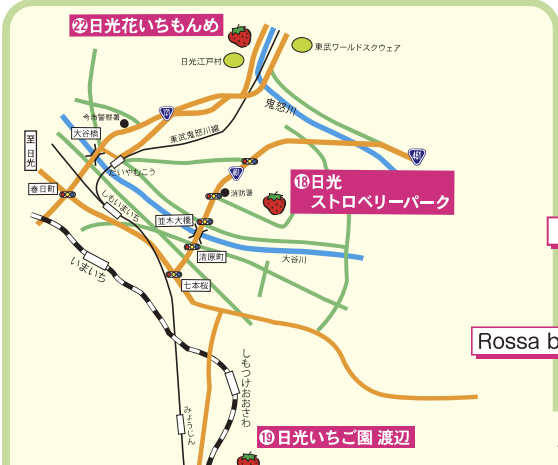 ㉒日光花いちもんめ
東武ワールドスクウェア
日光江戸村
鬼怒川
今市警察署
121
東武鬼怒川線
大谷橋
至日光
だいやむこう
461
461
消防署
⑱日光
ストロベリーパーク
春日町
しもいまいち
並木大橋
清原町
大谷川
いまいち
七本桜
Rossa b
しもつけおおさわ
みょうじん
⑲日光いちご園 渡辺